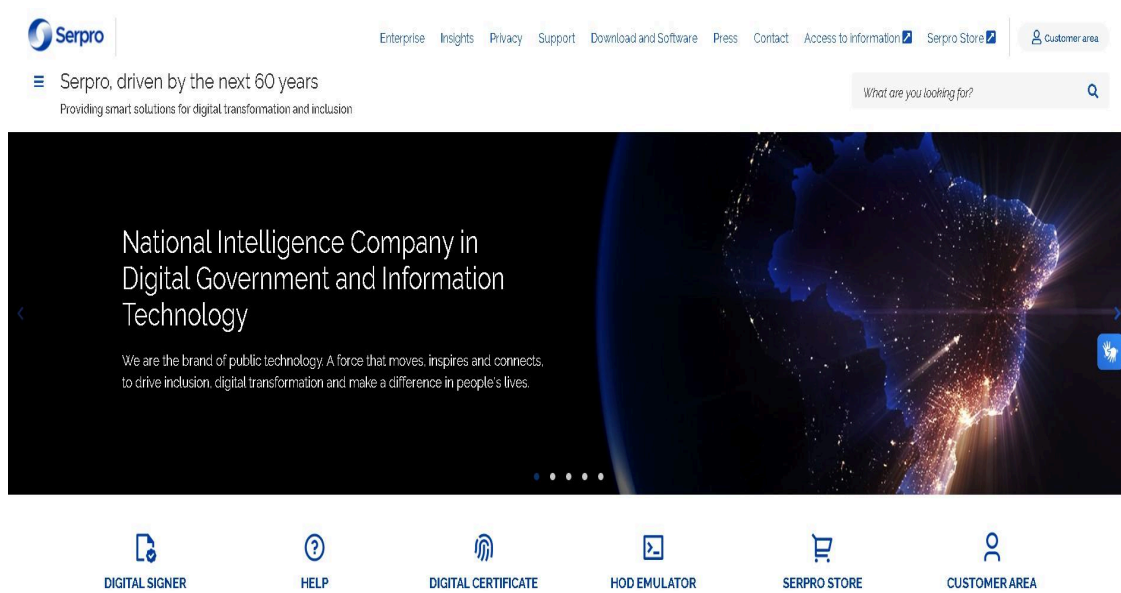 Serpro
Enterprise Insights Privacy Support Download and Software Press Contact Access to information Serpro Store Customer area
Serpro, driven by the next 60 years
Providing smart solutions for digital transformation and inclusion
What are you looking for?
National Intelligence Company in
Digital Government and Information
Technology
We are the brand of public technology. A force that moves, inspires and connects,
to drive inclusion, digital transformation and make a difference in people's lives.
DIGITAL SIGNER HELP DIGITAL CERTIFICATE HOD EMULATOR SERPRO STORE CUSTOMER AREA